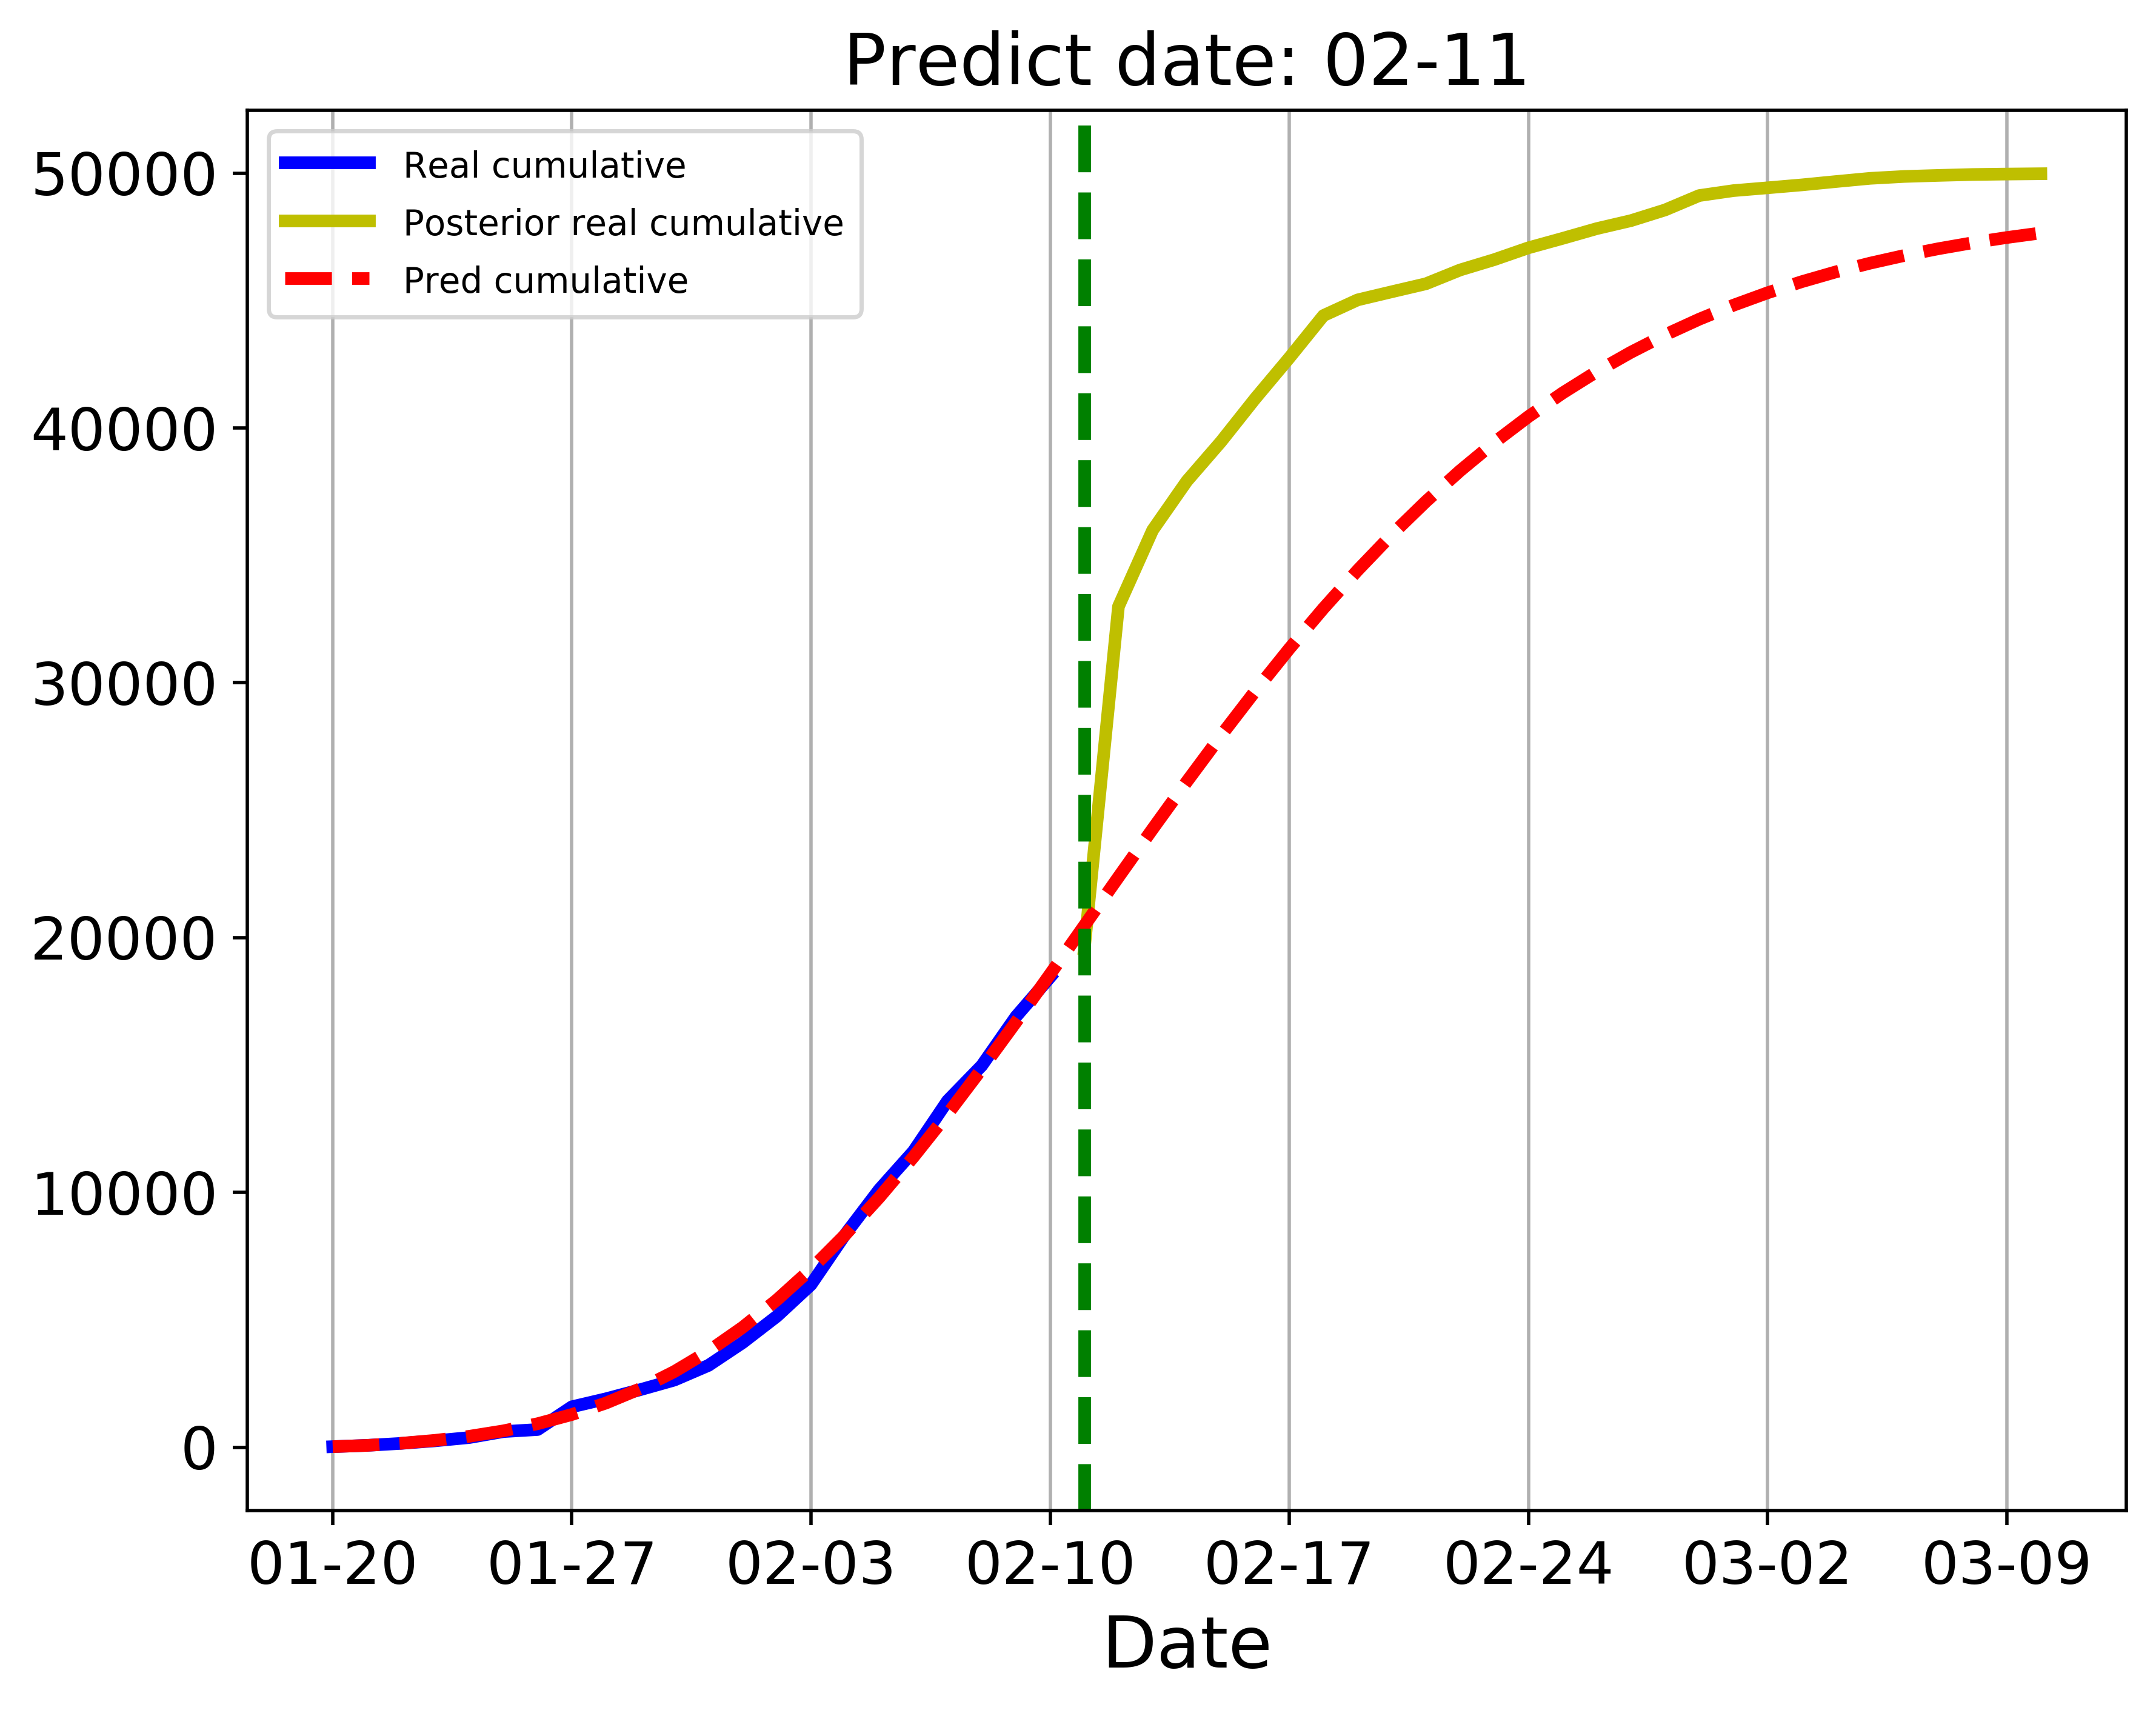 Predict date: 02-11
Real cumulative
Posterior real cumulative
Pred cumulative
50000
40000
30000
20000
10000
0
01-20 01-27 02-03 02-10 02-17 02-24 03-02 03-09
Date